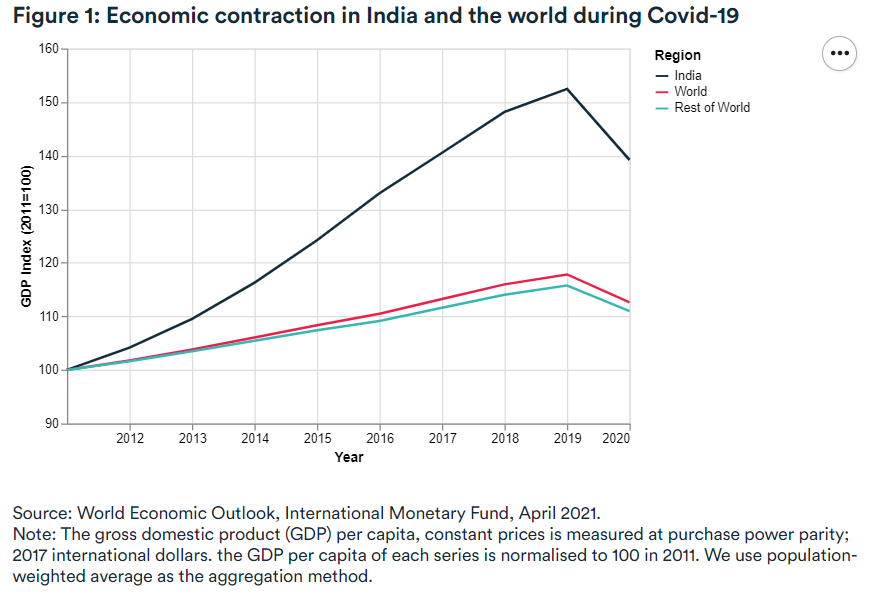 Figure 1: Economic contraction in India and the world during Covid-19
160
150
140
130
120
110
100
90
GDP Index (2011=100)
2012 2013 2014 2015 2016 2017 2018 2019 2020
Year
Region
India
World
Rest of World
Source: World Economic Outlook, International Monetary Fund, April 2021.
Note: The gross domestic product (GDP) per capita, constant prices is measured at purchase power parity;
2017 international dollars. the GDP per capita of each series is normalised to 100 in 2011. We use population-
weighted average as the aggregation method.